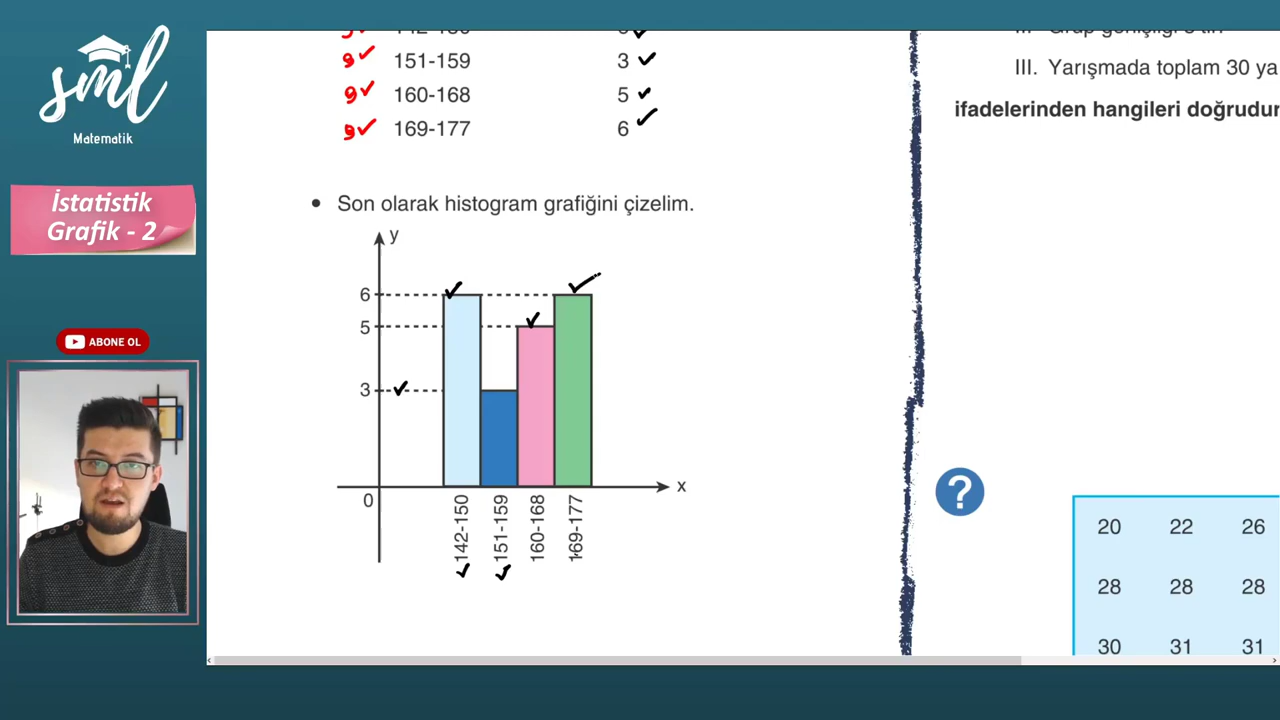 sml
Matematik
İstatistik
Grafik - 2
ABONE OL
9 151-159 3
9 160-168 5
9 169-177 6
• Son olarak histogram grafiğini çizelim.
y
6
5
3
0
x
142-150
151-159
160-168
169-177
III. Yarışmada toplam 30 ya
ifadelerinden hangileri doğrudur
?
20 22 26
28 28 28
30 31 31